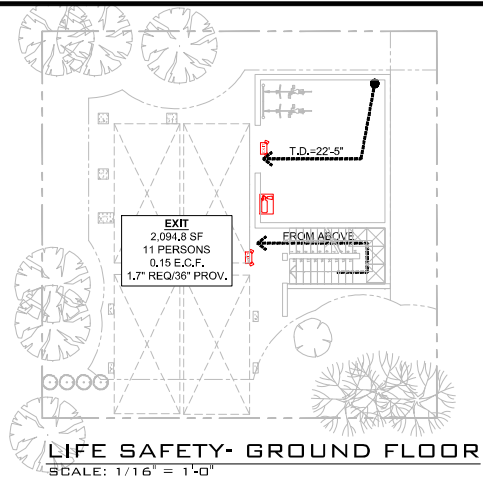 T.D.=22'-5"
EXIT
2,094.8 SF
11 PERSONS
0.15 E.C.F.
1.7" REQ/36" PROV.
FROM ABOVE
LIFE SAFETY- GROUND FLOOR
SCALE: 1/16" = 1'-0"